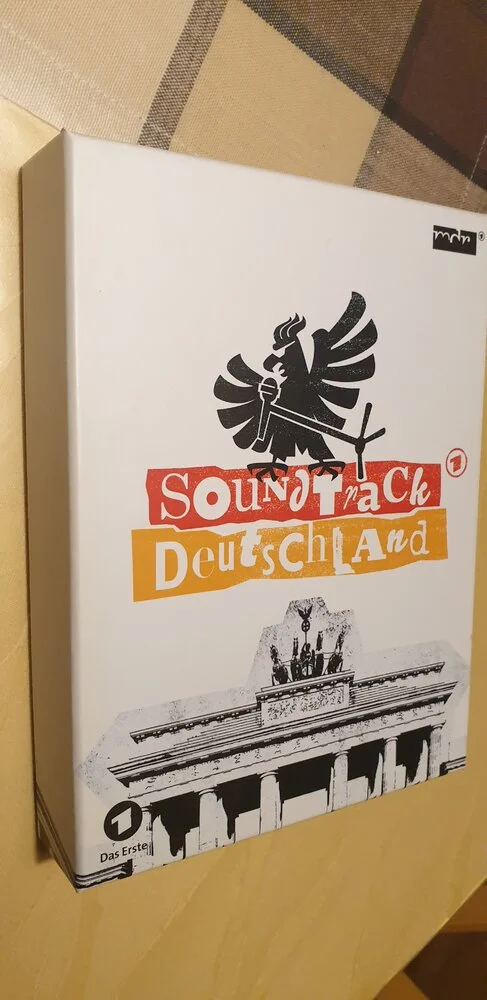 mdr
SoundtRack
DeutschLAnd
1
Das Erste